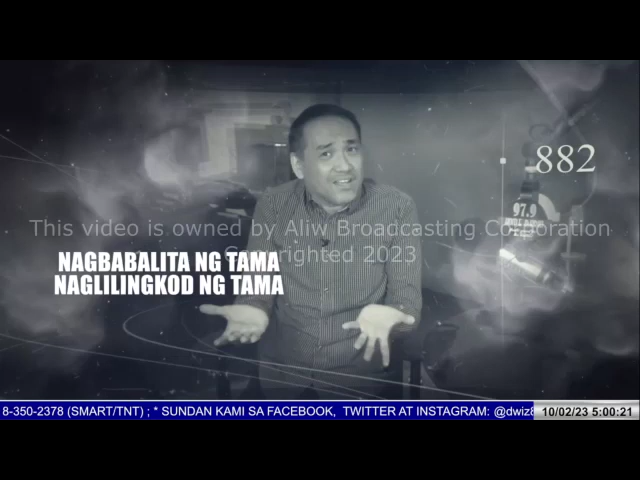 882
97.9
This video is owned by Aliw Broadcasting Corporation
Copyrighted 2023
NAGBABALITA NG TAMA
NAGLILINGKOD NG TAMA
8-350-2378 (SMART/TNT) ; * SUNDAN KAMI SA FACEBOOK, TWITTER AT INSTAGRAM: @dwiz8
10/02/23 5:00:21